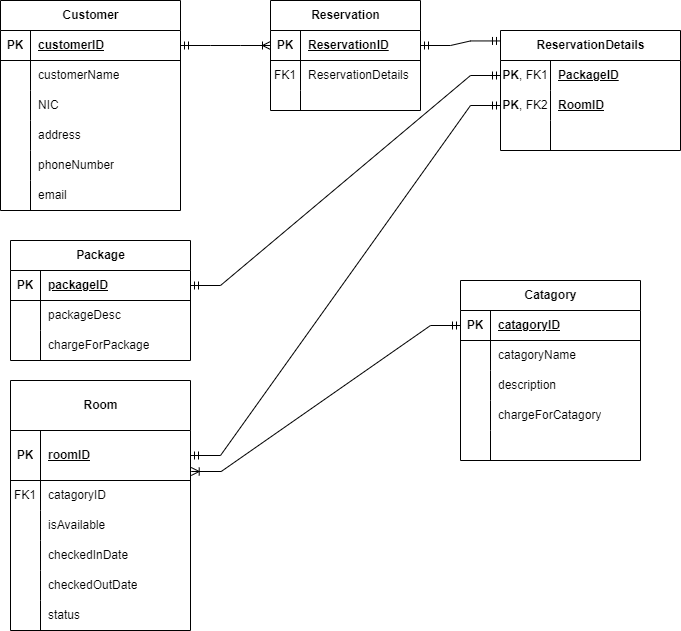 Customer
PK customerID
customerName
NIC
address
phoneNumber
email
Reservation
PK ReservationID
FK1 ReservationDetails
ReservationDetails
PK, FK1 PackageID
PK, FK2 RoomID
Package
PK packageID
packageDesc
chargeForPackage
Catagory
PK catagoryID
catagoryName
description
chargeForCatagory
Room
PK roomID
FK1 catagoryID
isAvailable
checkedInDate
checkedOutDate
status